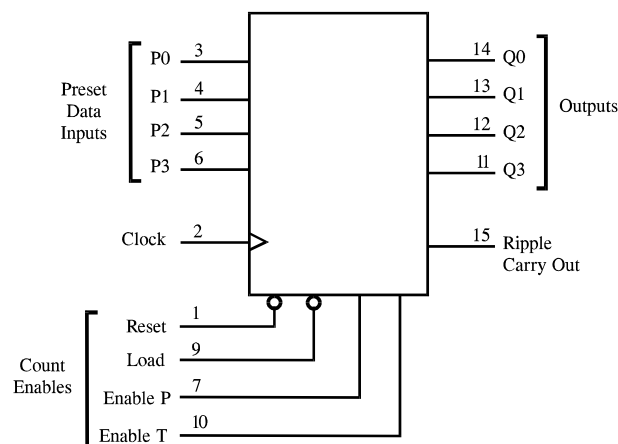 P0 3
P1 4
P2 5
P3 6
Preset
Data
Inputs
Clock 2
14 Q0
13 Q1
12 Q2
11 Q3
Outputs
15 Ripple
Carry Out
Reset 1
Load 9
Enable P 7
Enable T 10
Count
Enables